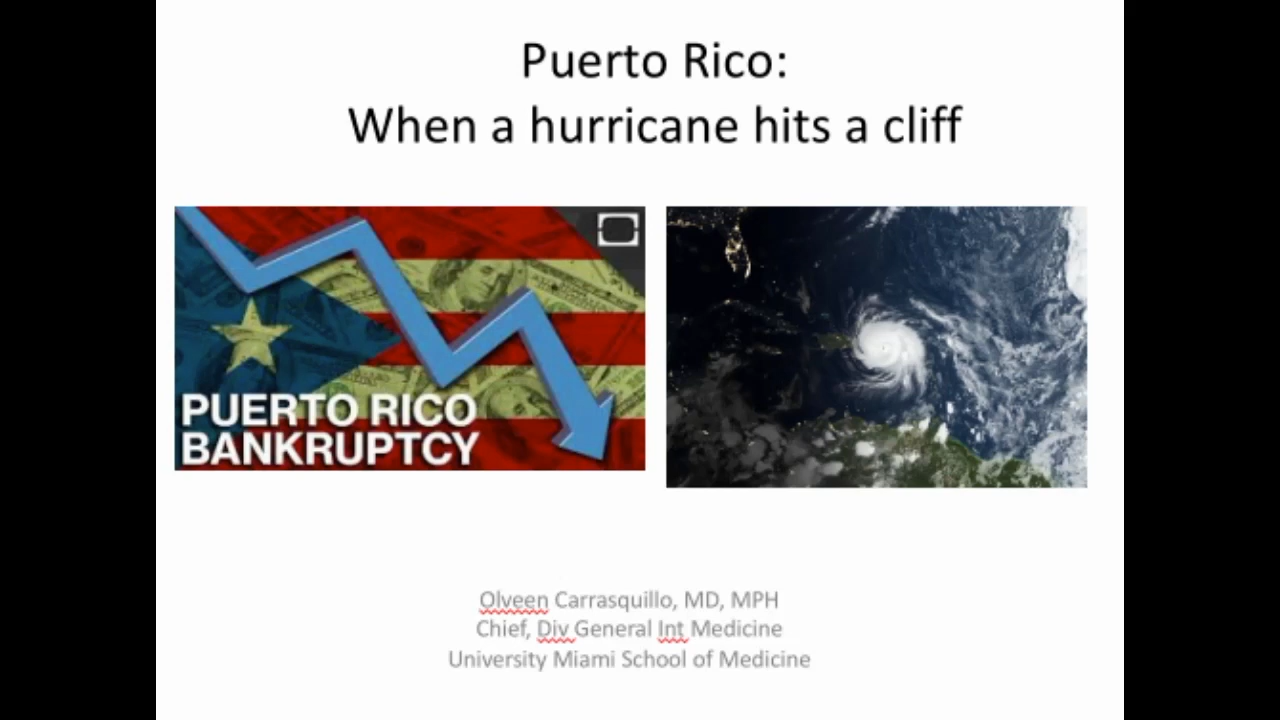 Puerto Rico:
When a hurricane hits a cliff
PUERTO RICO
BANKRUPTCY
Olveen Carrasquillo, MD, MPH
Chief, Div General Int Medicine
University Miami School of Medicine